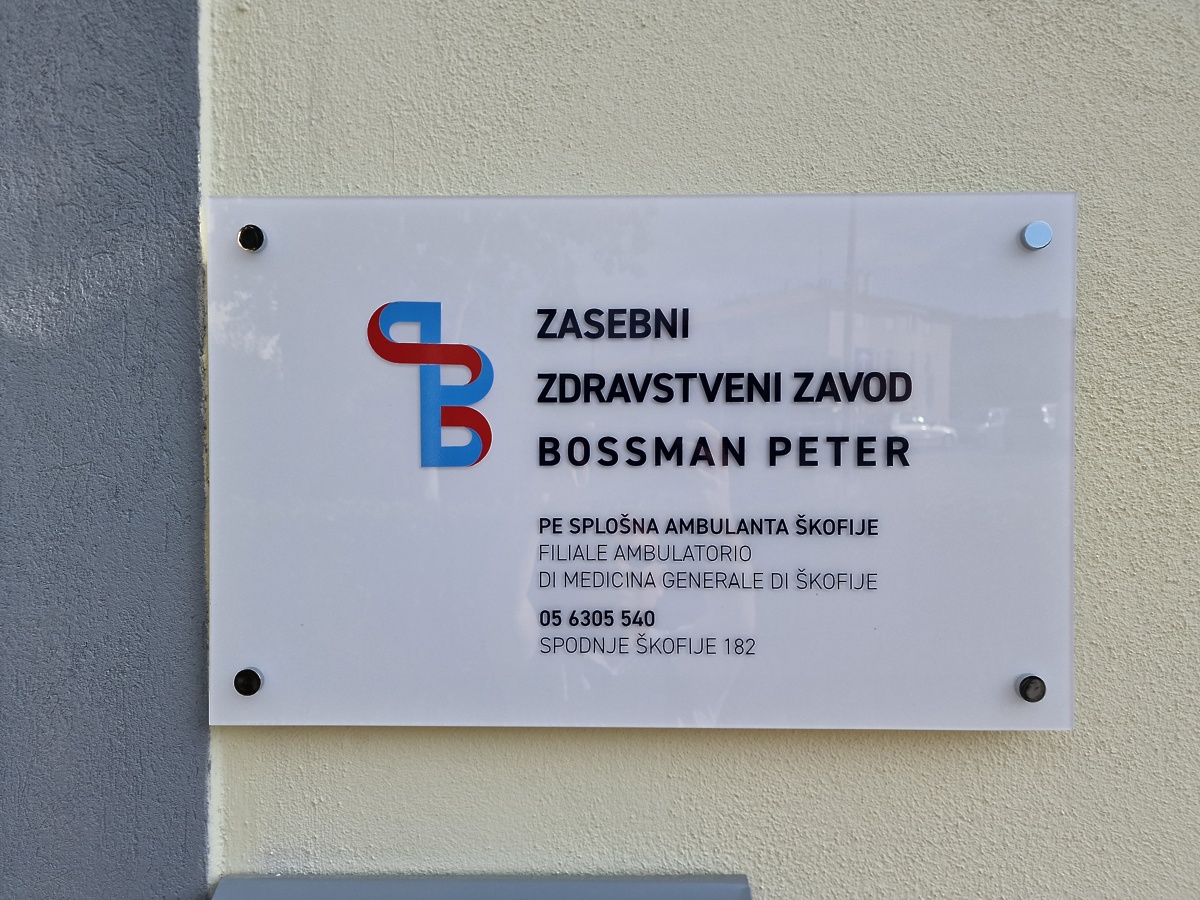 ZASEBNI
ZDRAVSTVENI ZAVOD
BOSSMAN PETER
PE SPLOŠNA AMBULANTA ŠKOFIJE
FILIALE AMBULATORIO
DI MEDICINA GENERALE DI ŠKOFIJE
05 6305 540
SPODNJE ŠKOFIJE 182